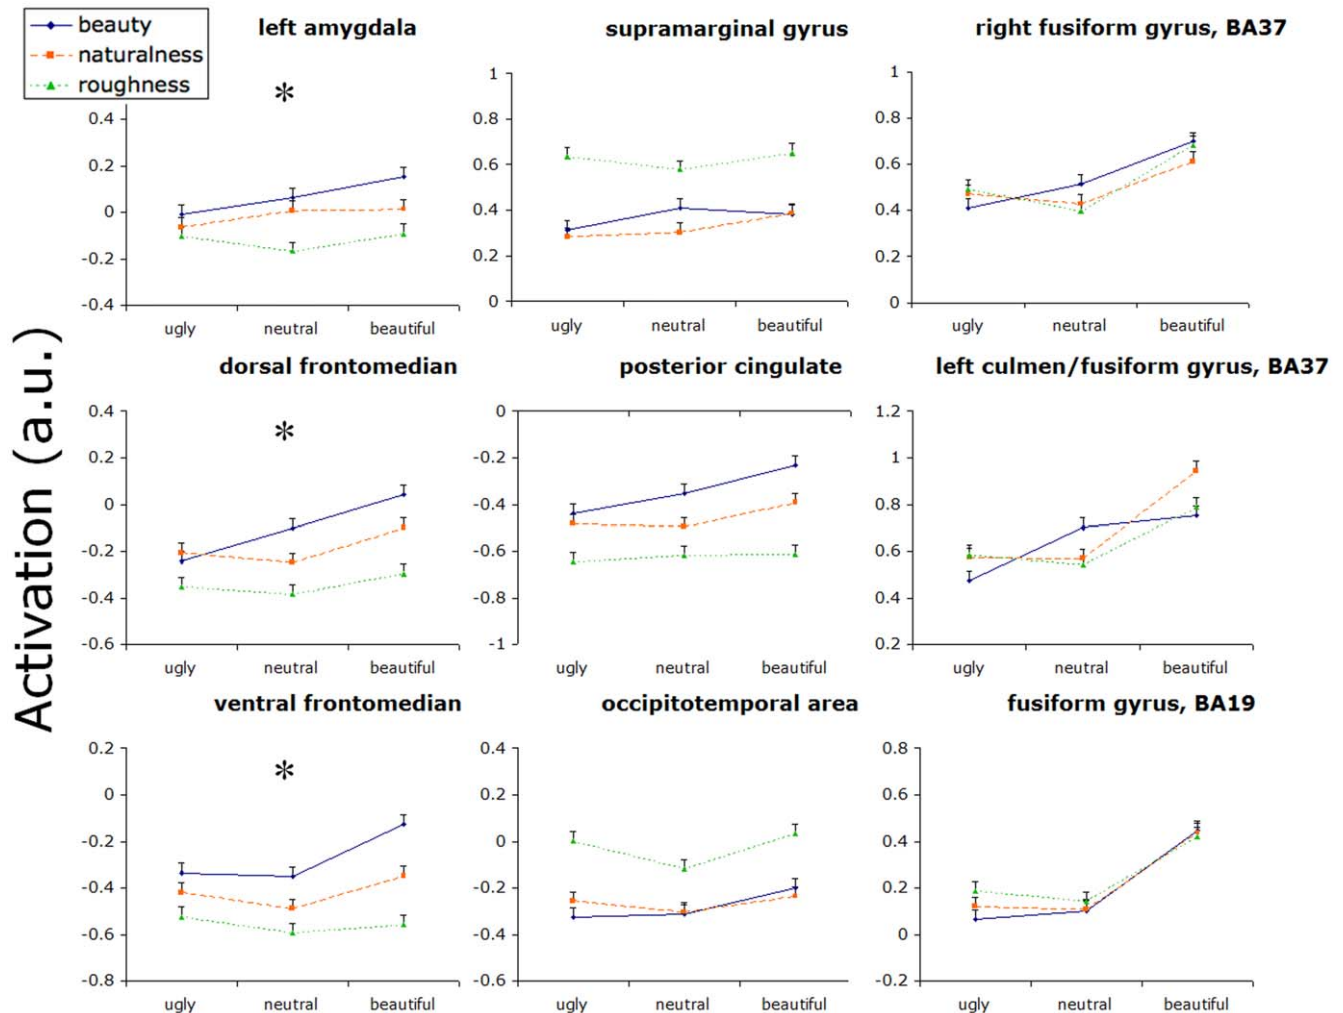 beauty
naturalness
roughness
left amygdala
supramarginal gyrus
right fusiform gyrus, BA37
*
0.4
0.2
0
-0.2
-0.4
ugly neutral beautiful
1
0.8
0.6
0.4
0.2
0
ugly neutral beautiful
1
0.8
0.6
0.4
0.2
0
ugly neutral beautiful
Activation (a.u.)
dorsal frontomedian
posterior cingulate
left culmen/fusiform gyrus, BA37
*
0.4
0.2
0
-0.2
-0.4
-0.6
ugly neutral beautiful
0
-0.2
-0.4
-0.6
-0.8
-1
ugly neutral beautiful
1.2
1
0.8
0.6
0.4
0.2
ugly neutral beautiful
ventral frontomedian
occipitotemporal area
fusiform gyrus, BA19
*
0.2
0
-0.2
-0.4
-0.6
-0.8
ugly neutral beautiful
0.4
0.2
0
-0.2
-0.4
-0.6
ugly neutral beautiful
0.8
0.6
0.4
0.2
0
-0.2
ugly neutral beautiful